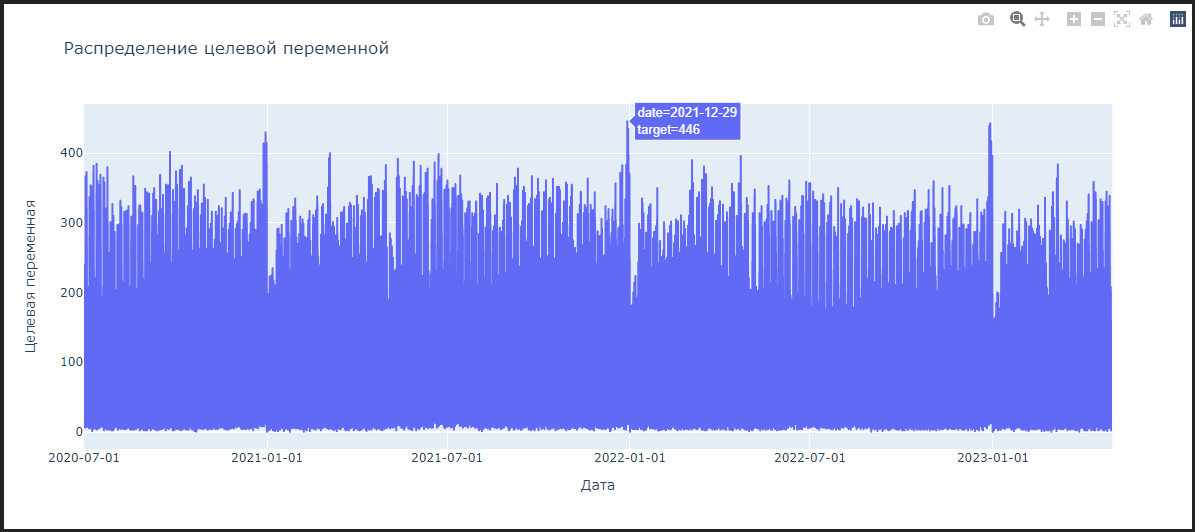 Распределение целевой переменной
date=2021-12-29
target=446
400
300
200
100
0
Целевая переменная
2020-07-01
2021-01-01
2021-07-01
2022-01-01
2022-07-01
2023-01-01
Дата